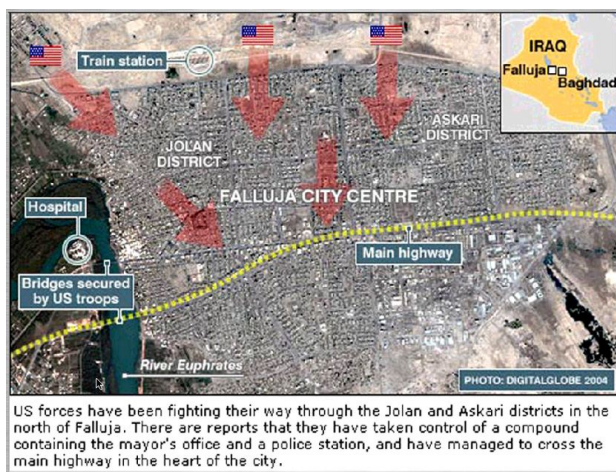 IRAQ
Falluja
Baghdad
Train station
ASKARI
DISTRICT
JOLAN
DISTRICT
FALLUJA CITY CENTRE
Hospital
Main highway
Bridges secured
by US troops
River Euphrates
PHOTO: DIGITALGLOBE 2004
US forces have been fighting their way through the Jolan and Askari districts in the
north of Falluja. There are reports that they have taken control of a compound
containing the mayor's office and a police station, and have managed to cross the
main highway in the heart of the city.